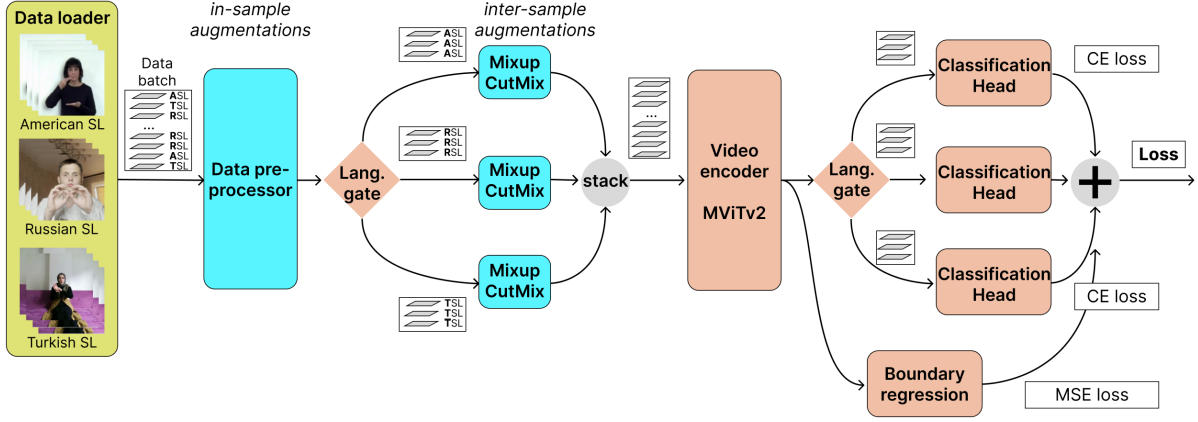 Data loader
American SL
Russian SL
Turkish SL
Data
batch
ASL
TSL
RSL
...
RSL
RSL
ASL
TSL
in-sample
augmentations
Data pre-
processor
Lang.
gate
ASL
ASL
ASL
RSL
RSL
RSL
TSL
TSL
TSL
inter-sample
augmentations
Mixup
CutMix
Mixup
CutMix
Mixup
CutMix
stack
...
Video
encoder
MViTv2
Lang.
gate
Classification
Head
Classification
Head
Classification
Head
Boundary
regression
CE loss
CE loss
MSE loss
+
Loss